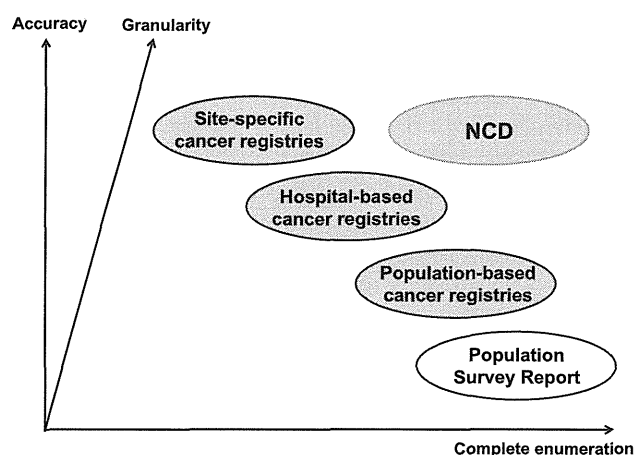 Accuracy
Granularity
Site-specific
cancer registries
NCD
Hospital-based
cancer registries
Population-based
cancer registries
Population
Survey Report
Complete enumeration